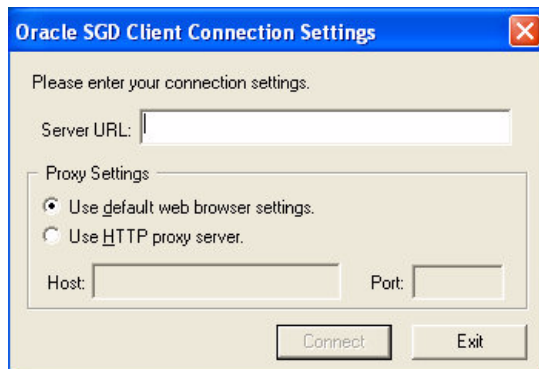 Oracle SGD Client Connection Settings
Please enter your connection settings.
Server URL:
Proxy Settings
Use default web browser settings.
Use HTTP proxy server.
Host: Port:
Connect Exit